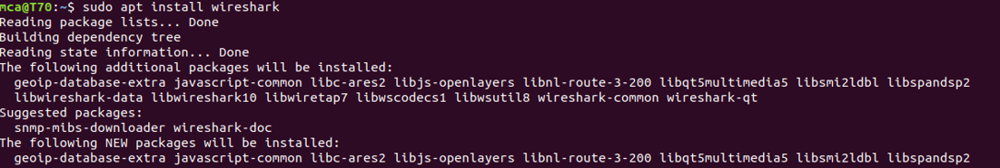 mca@T70:~$ sudo apt install wireshark
Reading package lists... Done
Building dependency tree
Reading state information... Done
The following additional packages will be installed:
  geoip-database-extra javascript-common libc-ares2 libjs-openlayers libnl-route-3-200 libqt5multimedia5 libsmi2ldbl libspandsp2
  libwireshark-data libwireshark10 libwiretap7 libwscodecs1 libwsutil8 wireshark-common wireshark-qt
Suggested packages:
  snmp-mibs-downloader wireshark-doc
The following NEW packages will be installed:
  geoip-database-extra javascript-common libc-ares2 libjs-openlayers libnl-route-3-200 libqt5multimedia5 libsmi2ldbl libspandsp2